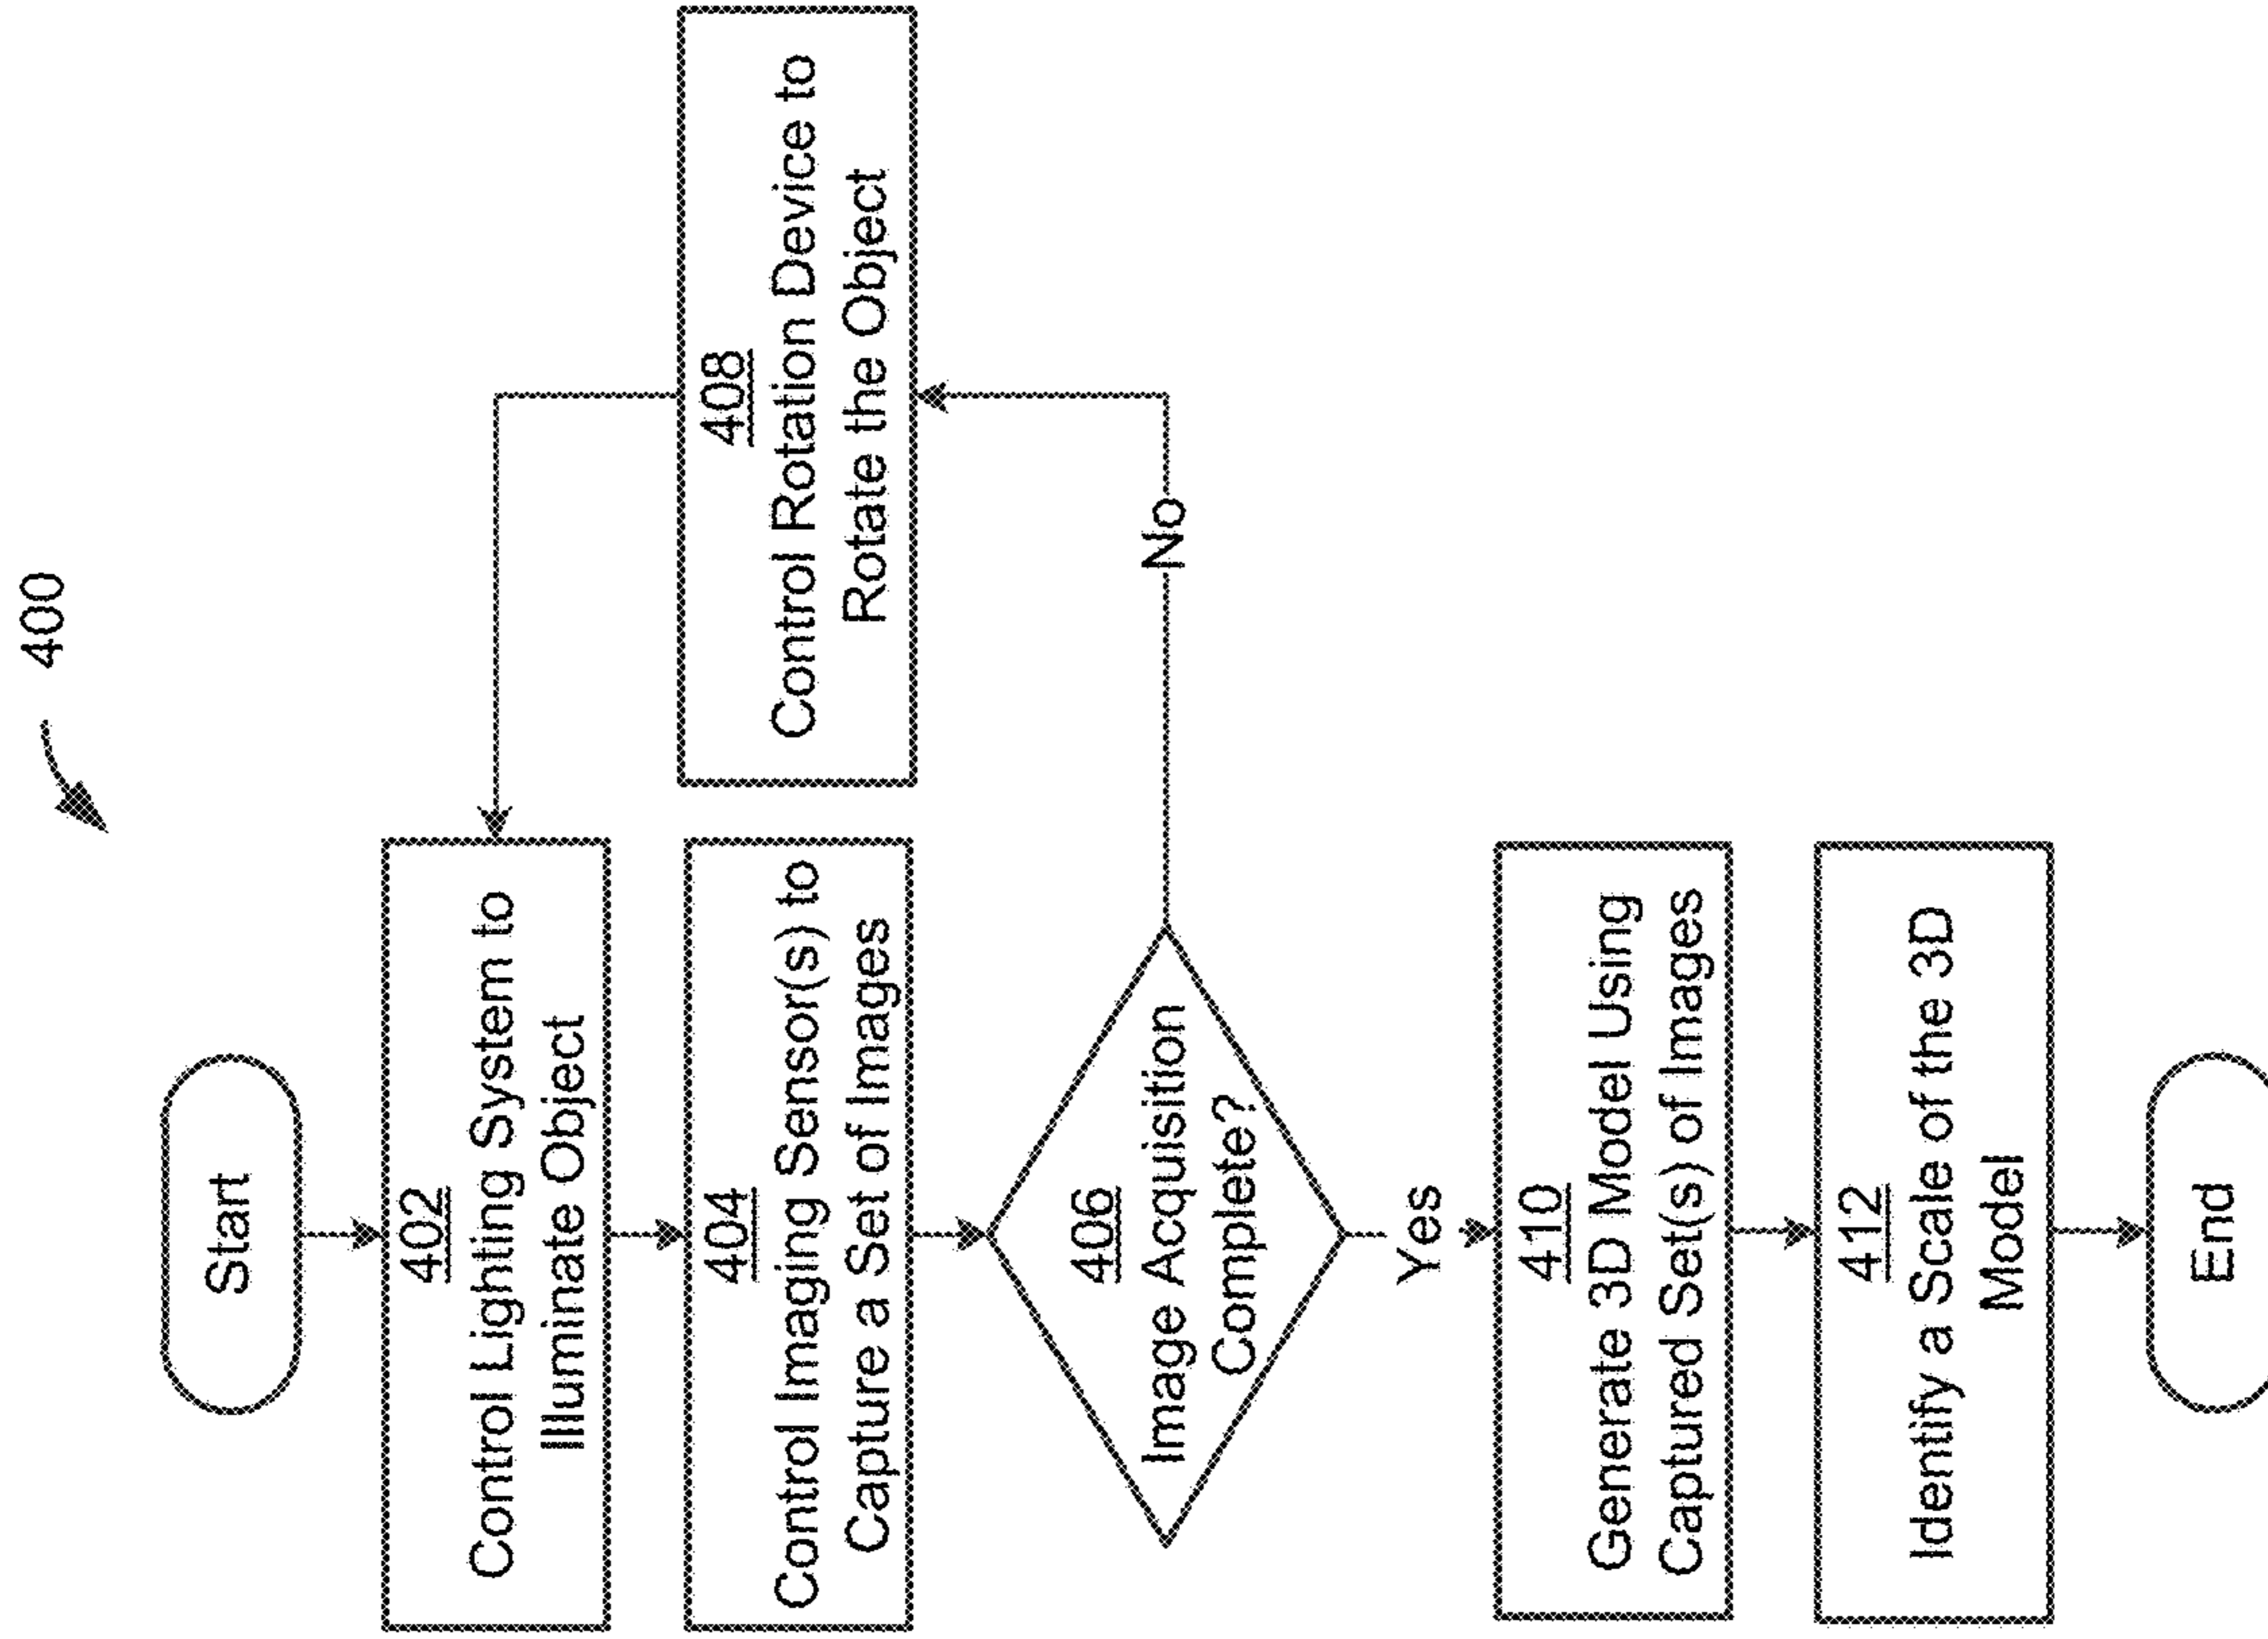 400
Start
402
Control Lighting System to
Illuminate Object
404
Control Imaging Sensor(s) to
Capture a Set of Images
406
Image Acquisition
Complete?
No
408
Control Rotation Device to
Rotate the Object
Yes
410
Generate 3D Model Using
Captured Set(s) of Images
412
Identify a Scale of the 3D
Model
End